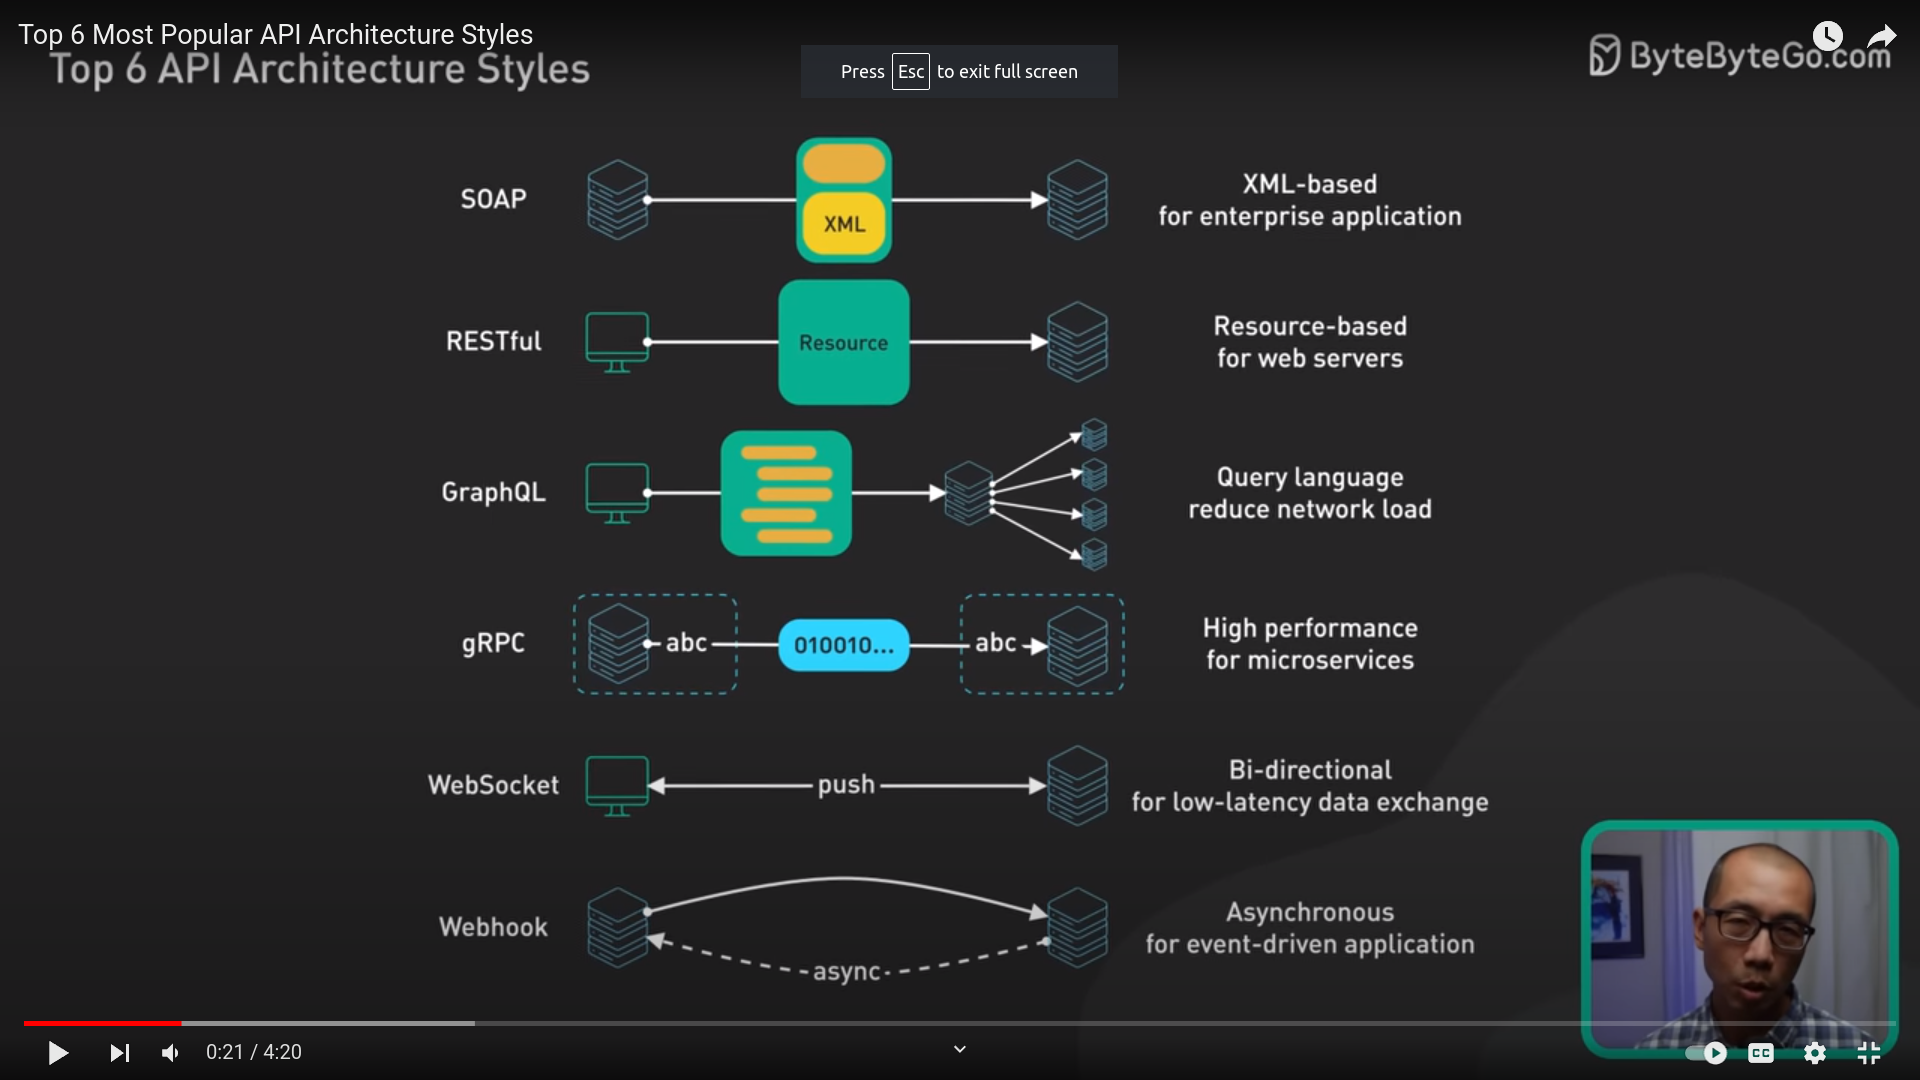 Top 6 Most Popular API Architecture Styles
Top 6 API Architecture Styles
Press Esc to exit full screen
ByteByteGo.com
SOAP
XML
XML-based
for enterprise application
RESTful
Resource
Resource-based
for web servers
GraphQL
Query language
reduce network load
gRPC
abc
010010...
abc
High performance
for microservices
WebSocket
push
Bi-directional
for low-latency data exchange
Webhook
async
Asynchronous
for event-driven application
0:21 / 4:20
CC